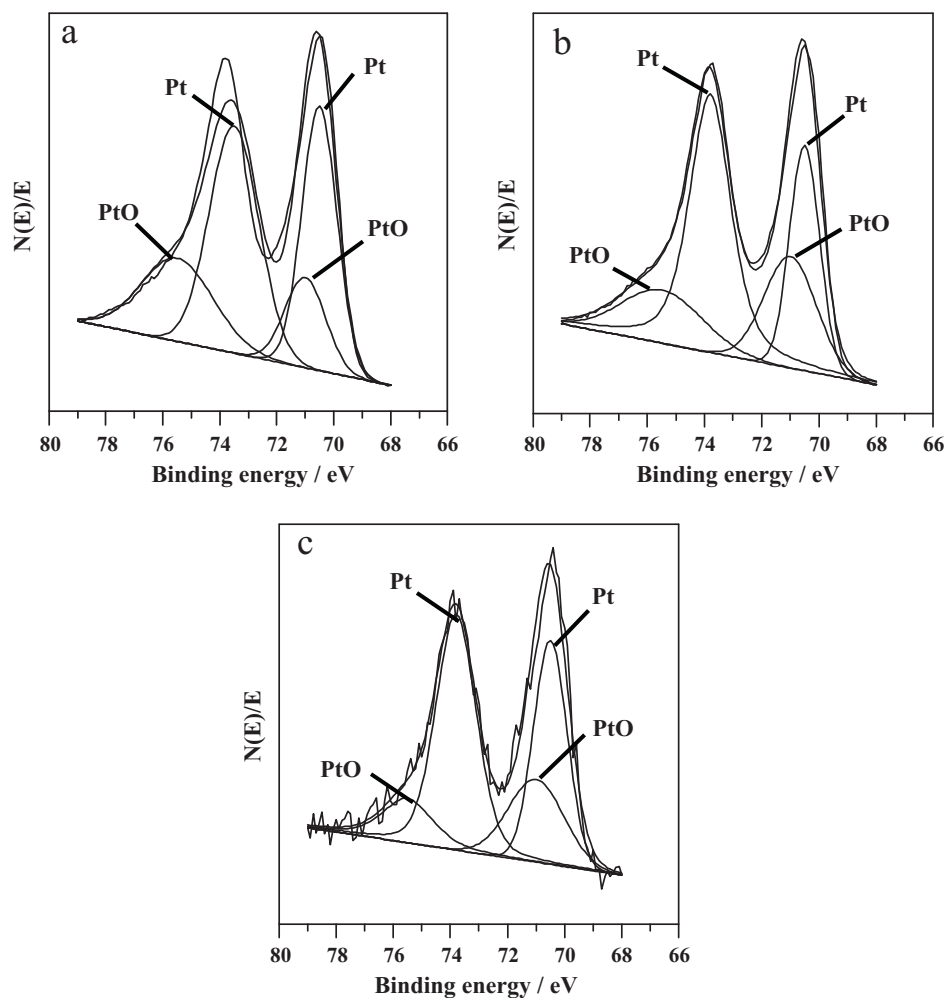 a
Pt
Pt
PtO
PtO
N(E)/E
80 78 76 74 72 70 68 66
Binding energy / eV
b
Pt
Pt
PtO
PtO
N(E)/E
80 78 76 74 72 70 68 66
Binding energy / eV
c
Pt
Pt
PtO
PtO
N(E)/E
80 78 76 74 72 70 68 66
Binding energy / eV